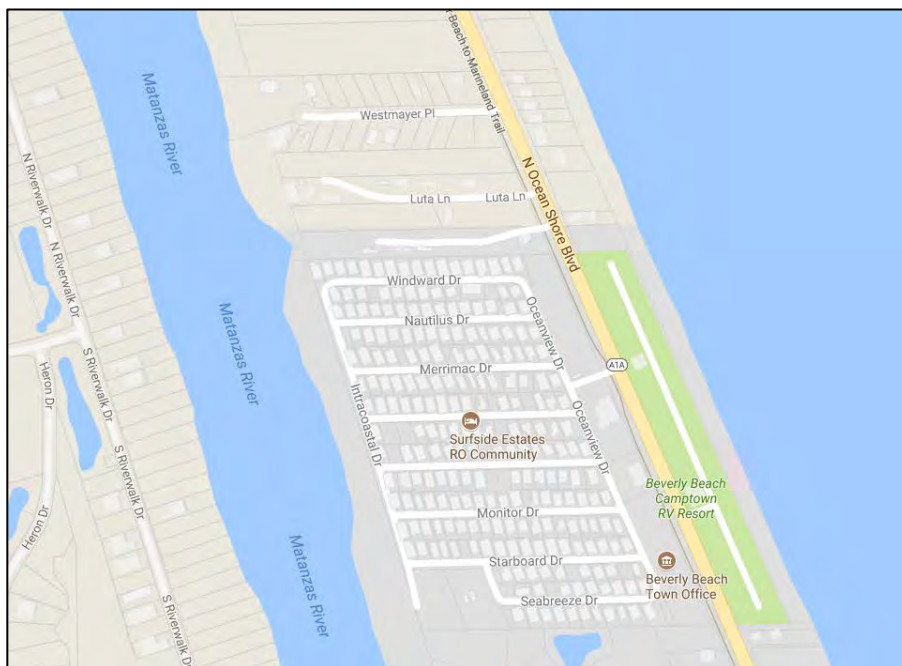 Matanzas River
Beach to Marineland Trail
Westmayer Pl
N Riverwalk Dr
N Ocean Shore Blvd
Luta Ln
Luta Ln
N Riverwalk Dr
Windward Dr
Oceanview Dr
Nautilus Dr
Matanzas River
S Riverwalk Dr
Heron Dr
Merrimac Dr
A1A
Intracoastal Dr
Oceanview Dr
Surfside Estates
RO Community
S Riverwalk Dr
Beverly Beach
Camptown
RV Resort
Heron Dr
Monitor Dr
Matanzas River
Starboard Dr
Beverly Beach
Town Office
Seabreeze Dr
S Riverwalk Dr